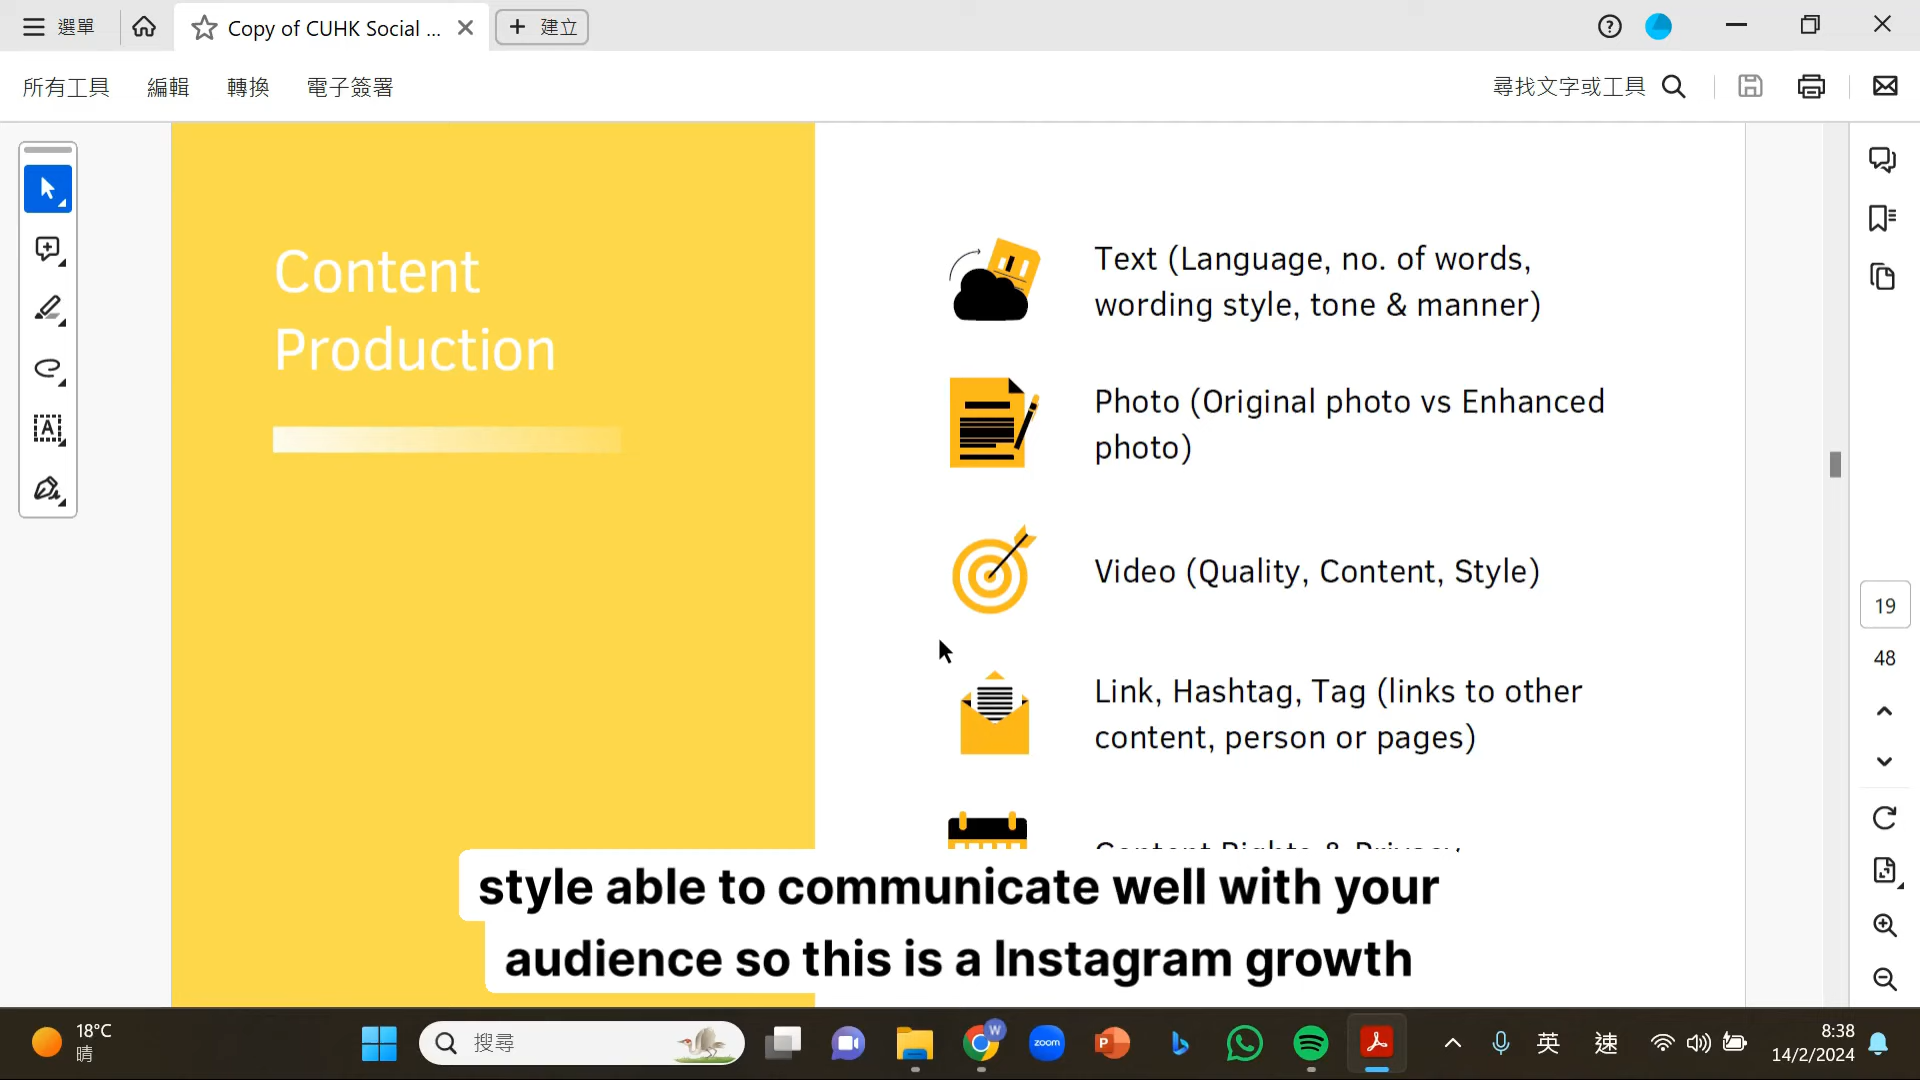 選單
Copy of CUHK Social ...
建立
所有工具
編輯
轉換
電子簽署
尋找文字或工具
Content
Production
Text (Language, no. of words,
wording style, tone & manner)
Photo (Original photo vs Enhanced
photo)
Video (Quality, Content, Style)
Link, Hashtag, Tag (links to other
content, person or pages)
Content Rights & Privacy
style able to communicate well with your
audience so this is a Instagram growth
19
48
18°C
晴
搜尋
W
zoom
P
英
速
8:38
14/2/2024